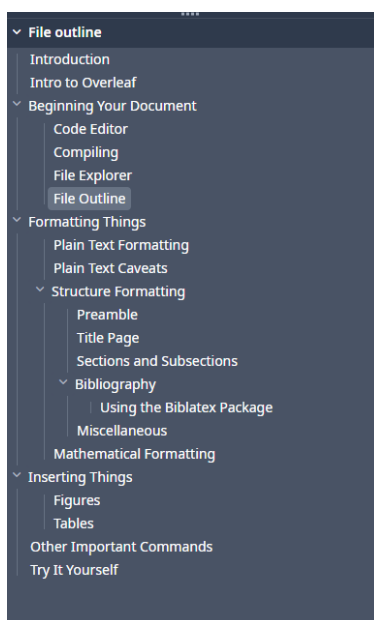 File outline
Introduction
Intro to Overleaf
Beginning Your Document
Code Editor
Compiling
File Explorer
File Outline
Formatting Things
Plain Text Formatting
Plain Text Caveats
Structure Formatting
Preamble
Title Page
Sections and Subsections
Bibliography
Using the Biblatex Package
Miscellaneous
Mathematical Formatting
Inserting Things
Figures
Tables
Other Important Commands
Try It Yourself